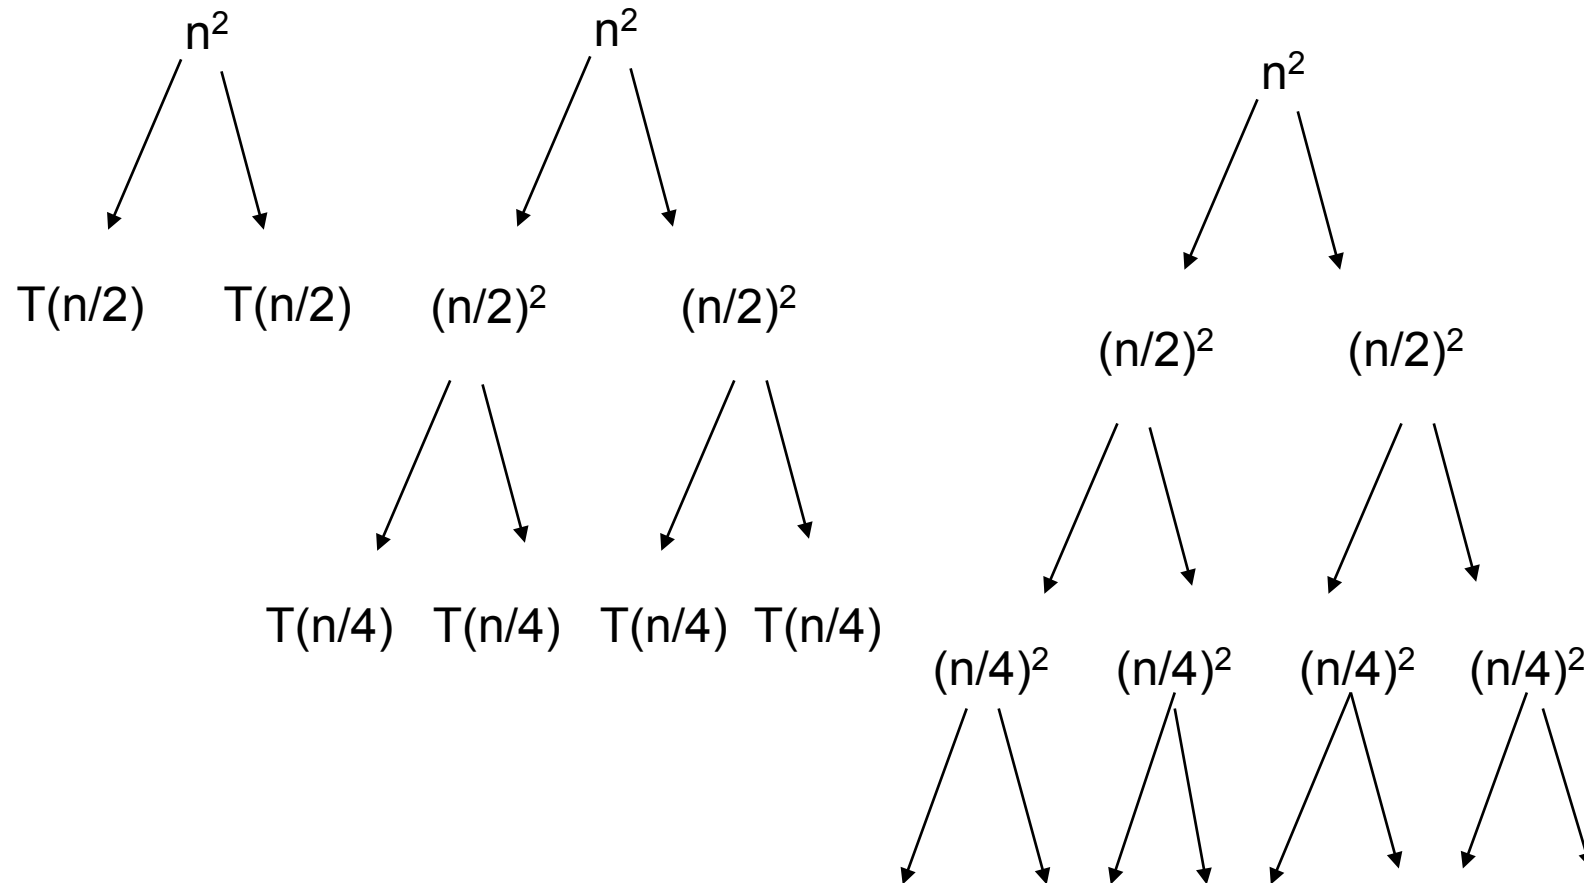 n²
T(n/2) T(n/2)
n²
(n/2)² (n/2)²
T(n/4) T(n/4) T(n/4) T(n/4)
n²
(n/2)² (n/2)²
(n/4)² (n/4)² (n/4)² (n/4)²